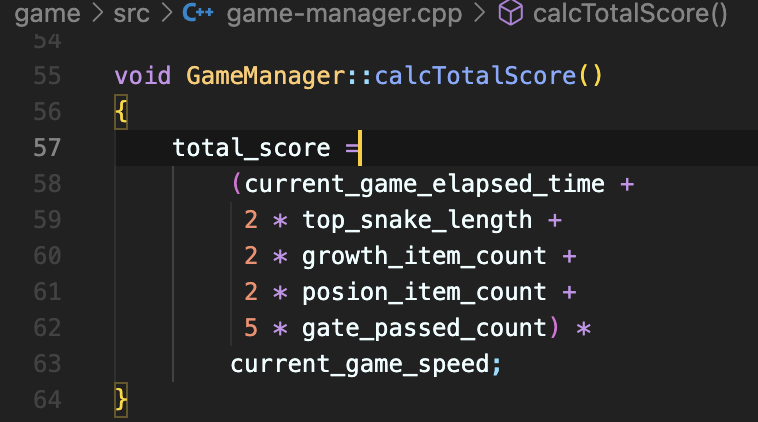 game > src > C++ game-manager.cpp > calcTotalScore()
54
55 void GameManager::calcTotalScore()
56 {
57 total_score =
58 (current_game_elapsed_time +
59 2 * top_snake_length +
60 2 * growth_item_count +
61 2 * posion_item_count +
62 5 * gate_passed_count) *
63 current_game_speed;
64 }